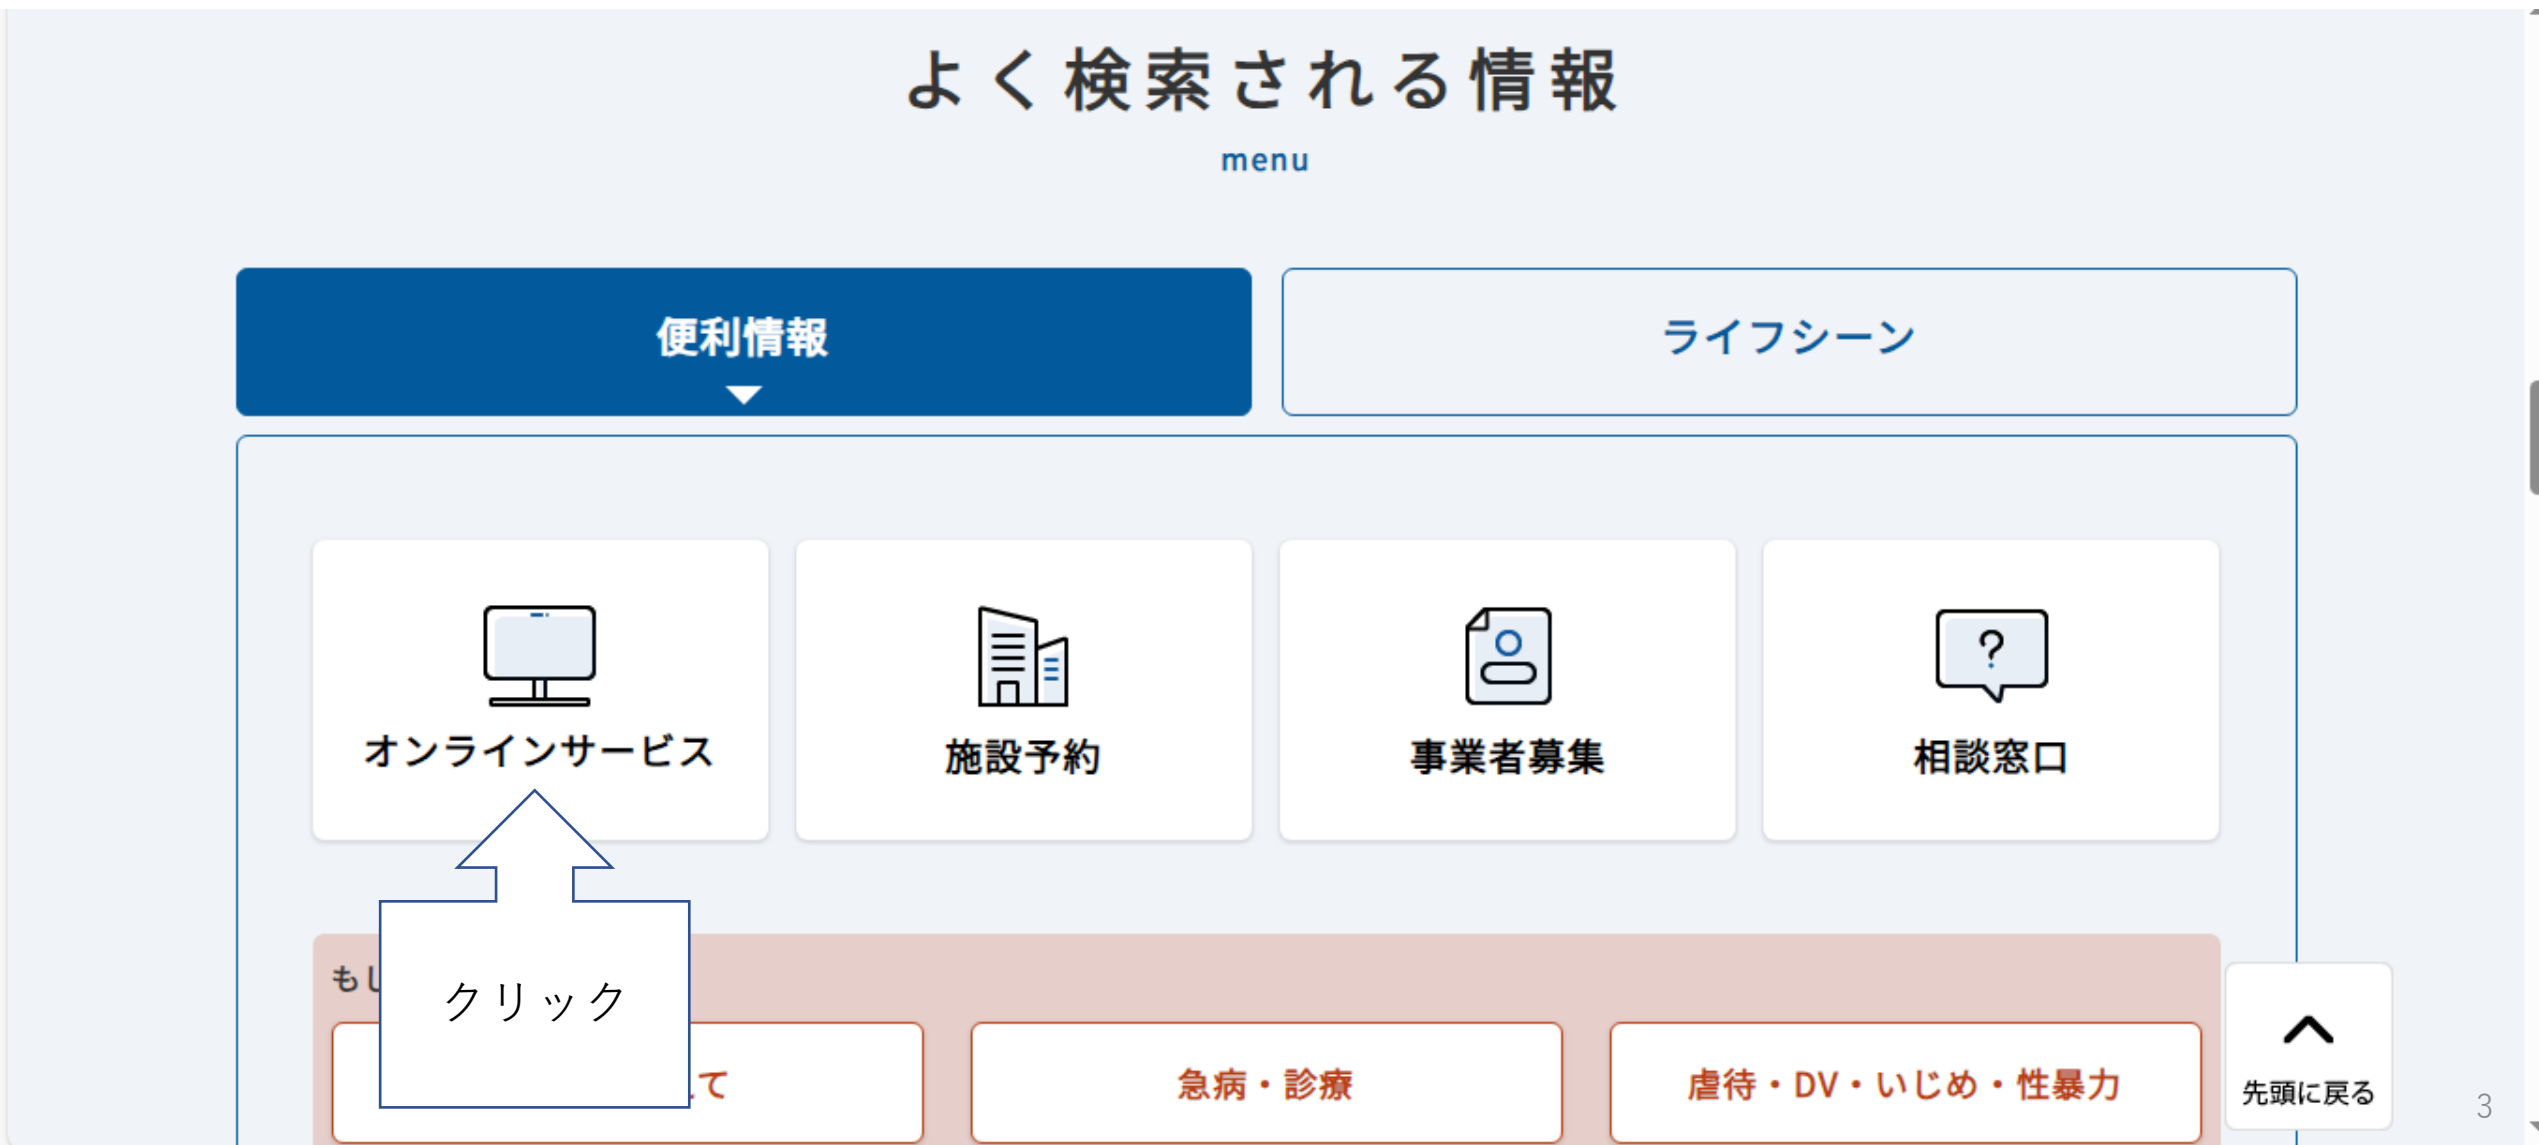 よく検索される情報
menu
便利情報
ライフシーン
オンラインサービス
施設予約
事業者募集
相談窓口
クリック
もし
て
急病・診療
虐待・DV・いじめ・性暴力
先頭に戻る
3